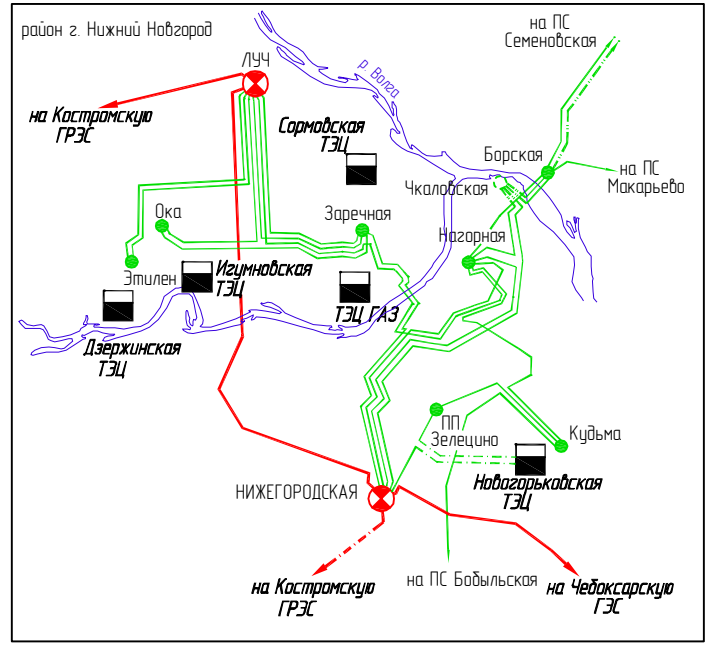 район г. Нижний Новгород
на ПС
Семеновская
ЛУЧ
р. Волга
на Костромскую
ГРЭС
Сормовская
ТЭЦ
Борская
на ПС
Макарьево
Чкаловская
Ока
Заречная
Нагорная
Этилен
Игумновская
ТЭЦ
ТЭЦ ГАЗ
Дзержинская
ТЭЦ
ПП
Зелецино
Кудьма
НИЖЕГОРОДСКАЯ
Новогорьковская
ТЭЦ
на Костромскую
ГРЭС
на ПС Бобыльская
на Чебоксарскую
ГЭС